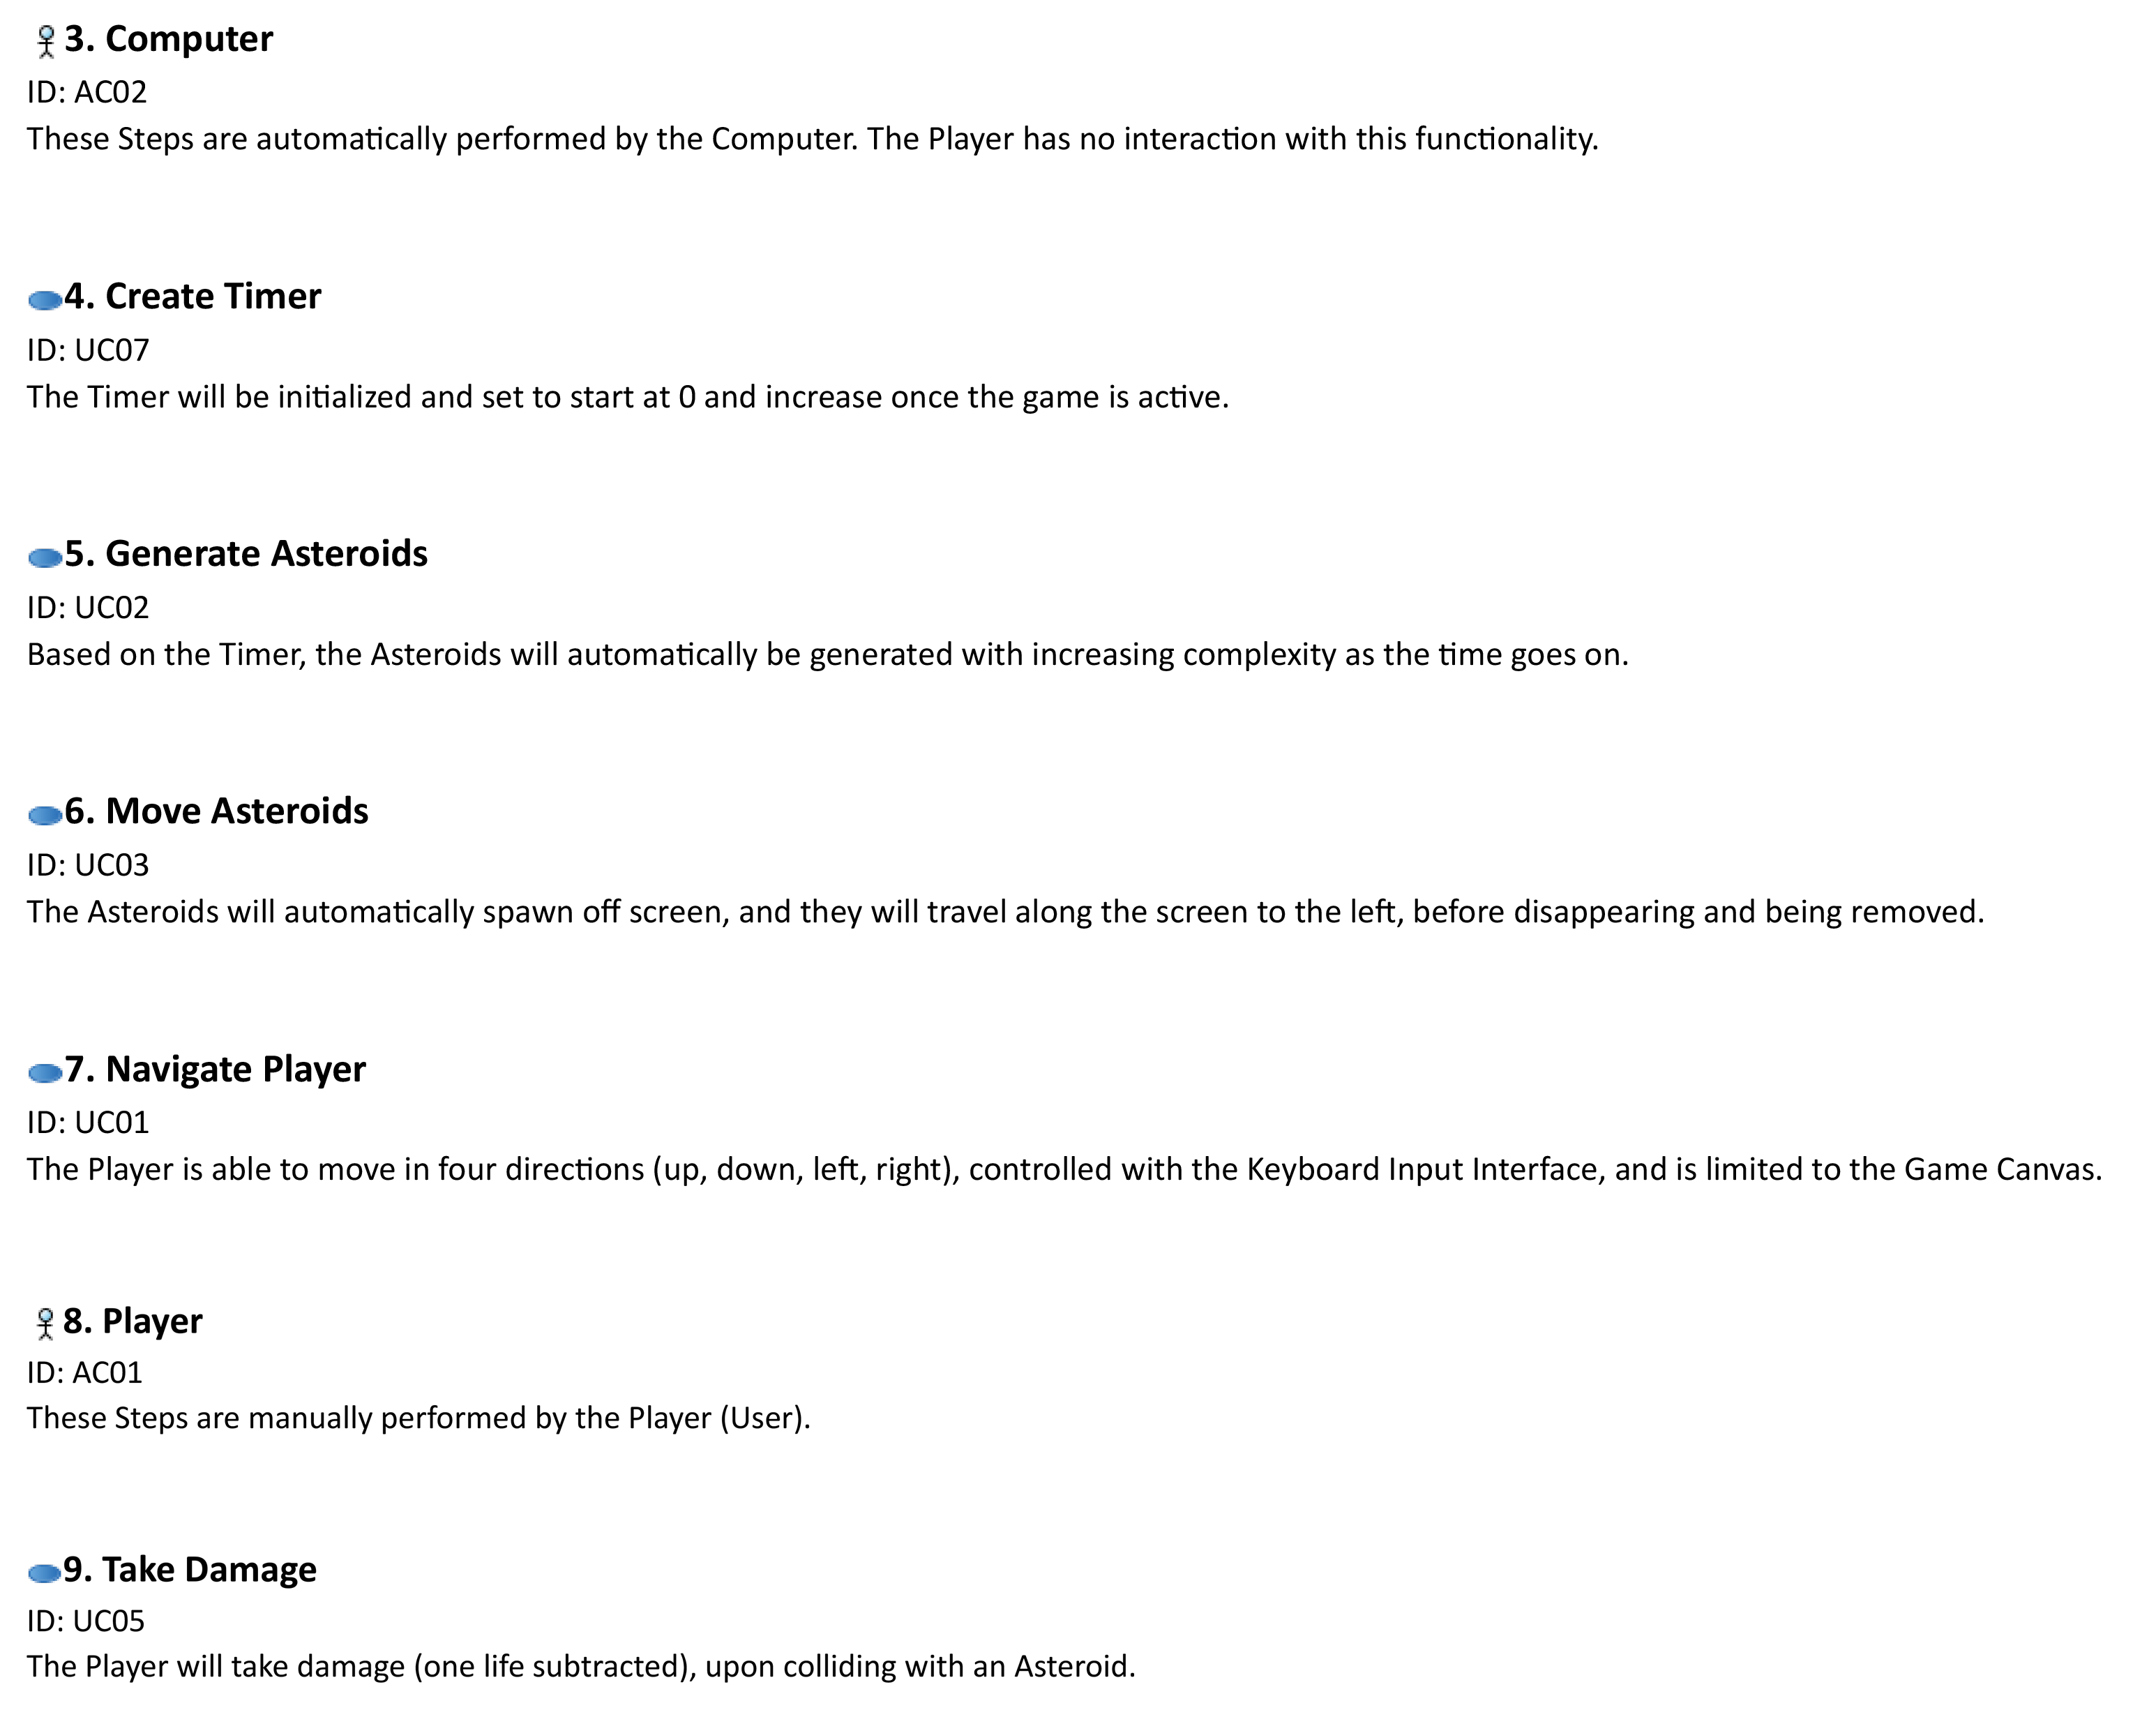 3. Computer
ID: AC02
These Steps are automatically performed by the Computer. The Player has no interaction with this functionality.
4. Create Timer
ID: UC07
The Timer will be initialized and set to start at 0 and increase once the game is active.
5. Generate Asteroids
ID: UC02
Based on the Timer, the Asteroids will automatically be generated with increasing complexity as the time goes on.
6. Move Asteroids
ID: UC03
The Asteroids will automatically spawn off screen, and they will travel along the screen to the left, before disappearing and being removed.
7. Navigate Player
ID: UC01
The Player is able to move in four directions (up, down, left, right), controlled with the Keyboard Input Interface, and is limited to the Game Canvas.
8. Player
ID: AC01
These Steps are manually performed by the Player (User).
9. Take Damage
ID: UC05
The Player will take damage (one life subtracted), upon colliding with an Asteroid.